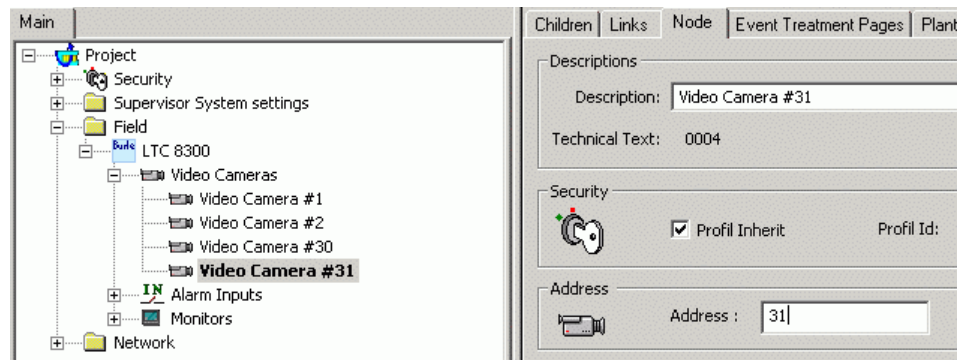 Main
Project
Security
Supervisor System settings
Field
Burle LTC 8300
Video Cameras
Video Camera #1
Video Camera #2
Video Camera #30
Video Camera #31
IN Alarm Inputs
Monitors
Network
Children Links Node Event Treatment Pages Plant
Descriptions
Description: Video Camera #31
Technical Text: 0004
Security
Profil Inherit Profil Id:
Address
Address : 31